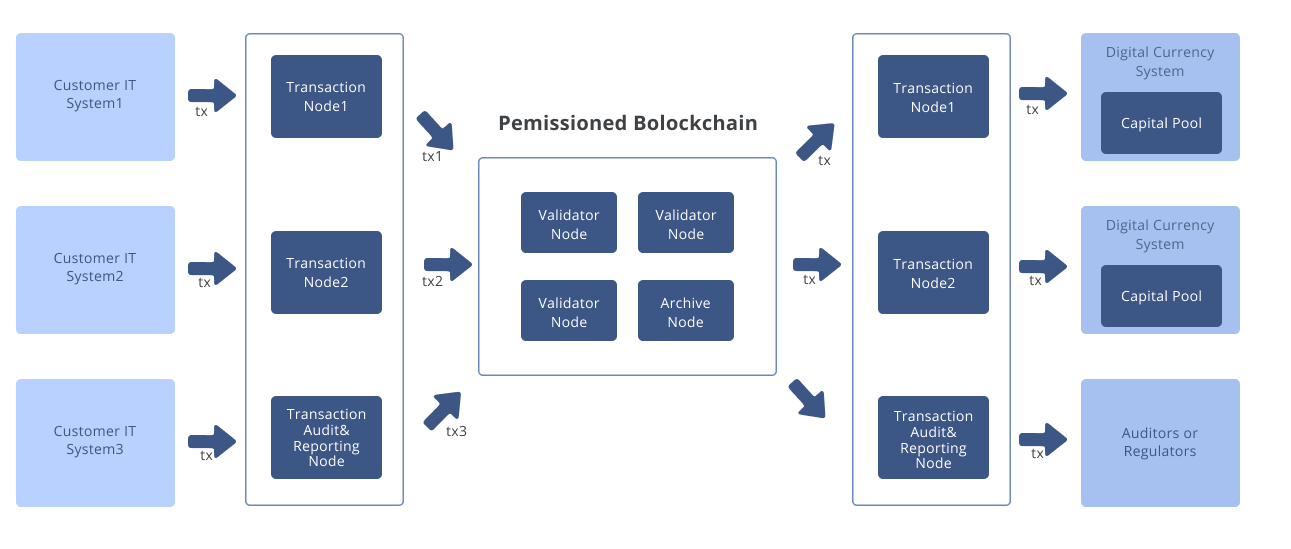 Customer IT
System1
tx
Transaction
Node1
tx1
Customer IT
System2
tx
Transaction
Node2
tx2
Customer IT
System3
tx
Transaction
Audit&
Reporting
Node
tx3
Pemissioned Bolockchain
Validator
Node
Validator
Node
Validator
Node
Archive
Node
tx
Transaction
Node1
tx
Digital Currency
System
Capital Pool
tx
Transaction
Node2
tx
Digital Currency
System
Capital Pool
Transaction
Audit&
Reporting
Node
tx
Auditors or
Regulators